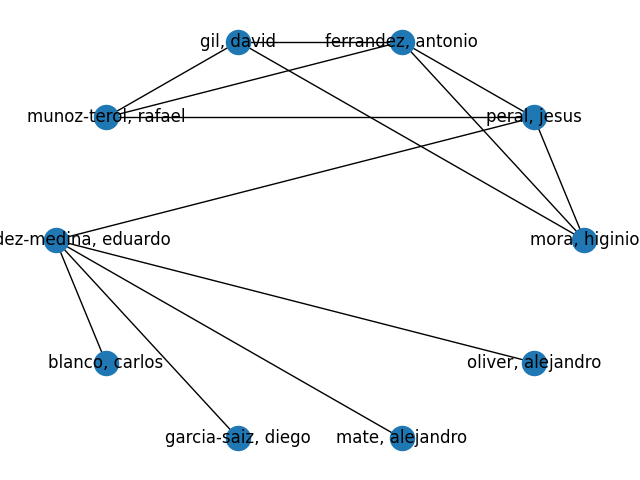 gil, david
ferrandez, antonio
munoz-terol, rafael
peral, jesus
dez-medina, eduardo
mora, higinio
blanco, carlos
oliver, alejandro
garcia-saiz, diego
mate, alejandro